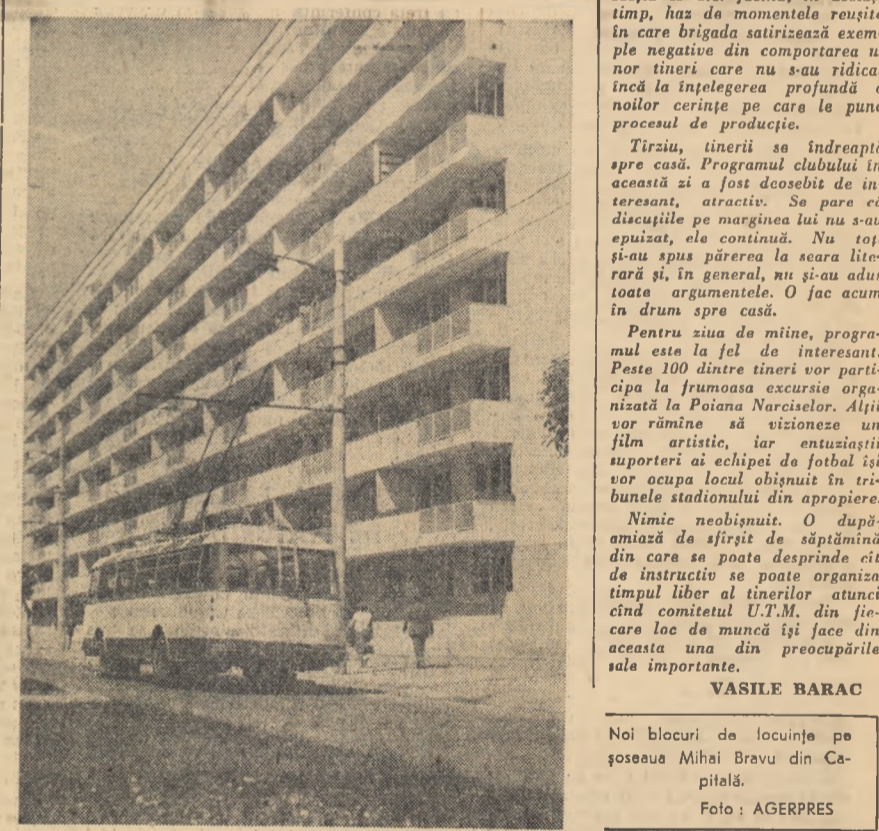 timp, haz de momentele reușite
în care brigada satirizează exem-
ple negative din comportarea u-
nor tineri care nu s-au ridicat
încă la înțelegerea profundă a
noilor cerințe pe care le pune
procesul de producție.
Tîrziu, tinerii se îndreaptă
spre casă. Programul clubului în
această zi a fost deosebit de in-
teresant, atractiv. Se pare că
discuțiile pe marginea lui nu s-au
epuizat, ele continuă. Nu toți
și-au spus părerea la seara lite-
rară și, în general, nu și-au adus
toate argumentele. O fac acum
în drum spre casă.
Pentru ziua de mîine, progra-
mul este la fel de interesant.
Peste 100 dintre tineri vor parti-
cipa la frumoasa excursie orga-
nizată la Poiana Narciselor. Alții
vor rămîne să vizioneze un
film artistic, iar entuziaștii
suporteri ai echipei de fotbal își
vor ocupa locul obișnuit în tri-
bunele stadionului din apropiere.
Nimic neobișnuit. O după-
amiază de sfîrșit de săptămînă
din care se poate desprinde cît
de instructiv se poate organiza
timpul liber al tinerilor atunci
cînd comitetul U.T.M. din fie-
care loc de muncă își face din
aceasta una din preocupările
sale importante.
VASILE BARAC
Noi blocuri de locuințe pe
șoseaua Mihai Bravu din Ca-
pitală.
Foto : AGERPRES